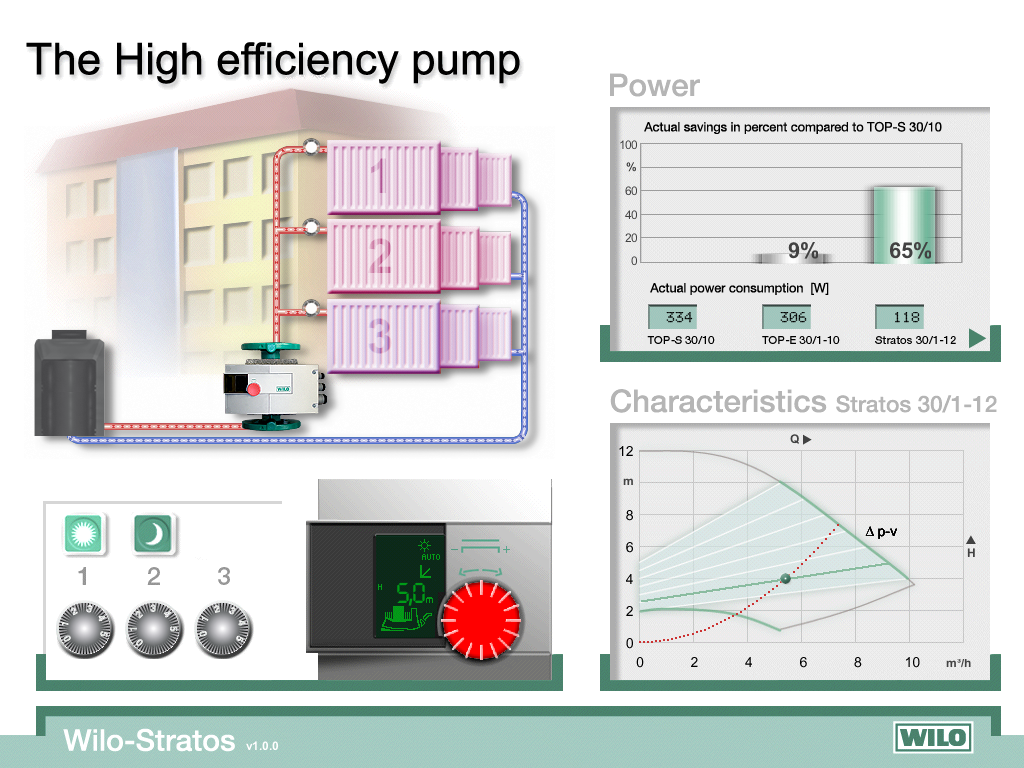 The High efficiency pump
Power
Actual savings in percent compared to TOP-S 30/10
100
%
60
40
20
0
9%
65%
Actual power consumption [W]
334
306
118
TOP-S 30/10
TOP-E 30/1-10
Stratos 30/1-12
1
2
3
WILO
Characteristics Stratos 30/1-12
Q
12
m
8
6
4
2
0
Δ p-v
H
0
2
4
6
8
10
m³/h
1
2
3
AUTO
H
5,0m
- +
Wilo-Stratos v1.0.0
WILO